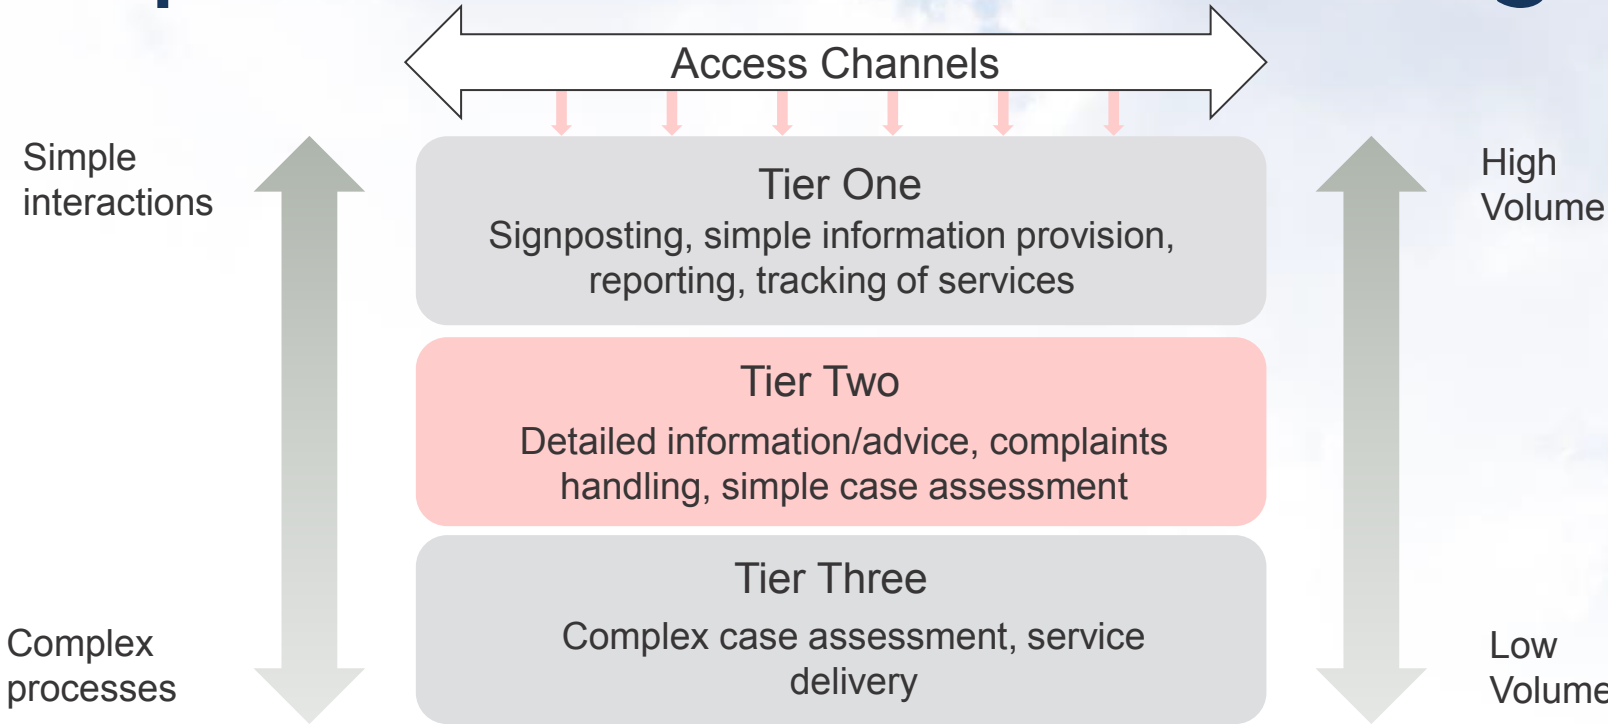 Access Channels
Simple
interactions
High
Volume
Tier One
Signposting, simple information provision,
reporting, tracking of services
Tier Two
Detailed information/advice, complaints
handling, simple case assessment
Tier Three
Complex case assessment, service
delivery
Complex
processes
Low
Volume